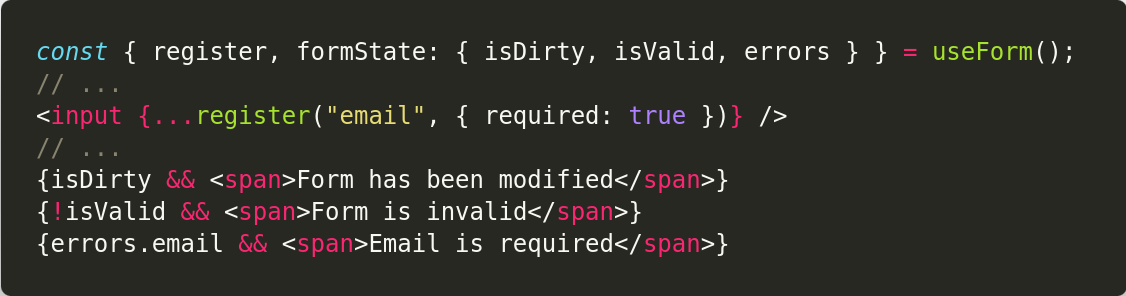 const { register, formState: { isDirty, isValid, errors } } = useForm();
// ...
<input {...register("email", { required: true })} />
// ...
{isDirty && <span>Form has been modified</span>}
{!isValid && <span>Form is invalid</span>}
{errors.email && <span>Email is required</span>}